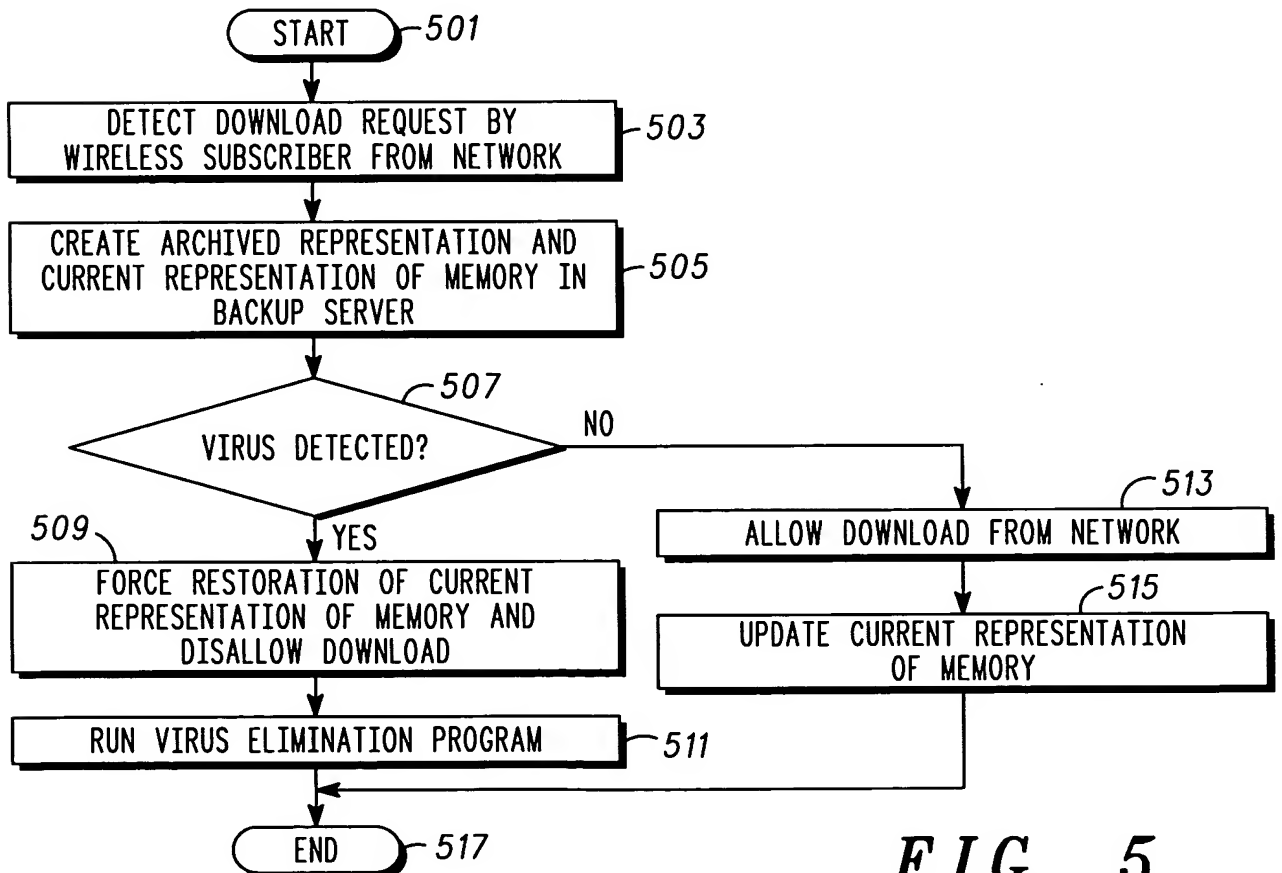 START
501
DETECT DOWNLOAD REQUEST BY
WIRELESS SUBSCRIBER FROM NETWORK
503
CREATE ARCHIVED REPRESENTATION AND
CURRENT REPRESENTATION OF MEMORY IN
BACKUP SERVER
505
507
VIRUS DETECTED?
NO
YES
509
FORCE RESTORATION OF CURRENT
REPRESENTATION OF MEMORY AND
DISALLOW DOWNLOAD
513
ALLOW DOWNLOAD FROM NETWORK
515
UPDATE CURRENT REPRESENTATION
OF MEMORY
RUN VIRUS ELIMINATION PROGRAM
511
END
517
FIG. 5